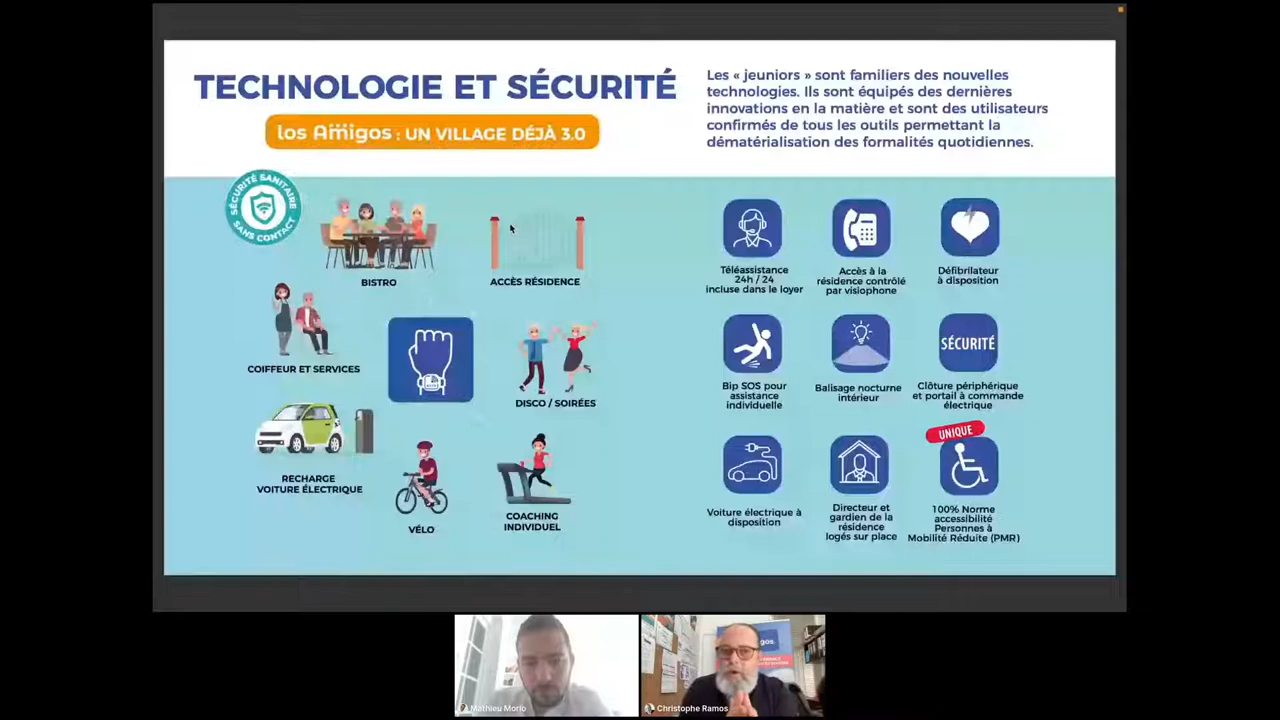 TECHNOLOGIE ET SÉCURITÉ
los Amigos : UN VILLAGE DÉJÀ 3.0
Les « jeuniors » sont familiers des nouvelles
technologies. Ils sont équipés des dernières
innovations en la matière et sont des utilisateurs
confirmés de tous les outils permettant la
dématérialisation des formalités quotidiennes.
SÉCURITÉ SANITAIRE
SANS CONTACT
BISTRO
ACCÈS RÉSIDENCE
COIFFEUR ET SERVICES
DISCO / SOIRÉES
RECHARGE
VOITURE ÉLECTRIQUE
VÉLO
COACHING
INDIVIDUEL
Téléassistance
24h / 24
incluse dans le loyer
Accès à la
résidence contrôlé
par visiophone
Défibrilateur
à disposition
Bip SOS pour
assistance
individuelle
Balisage nocturne
intérieur
SÉCURITÉ
Clôture périphérique
et portail à commande
électrique
Voiture électrique à
disposition
Directeur et
gardien de la
résidence
logés sur place
UNIQUE
100% Norme
accessibilité
Personnes à
Mobilité Réduite (PMR)
Mathieu Morio
Christophe Ramos